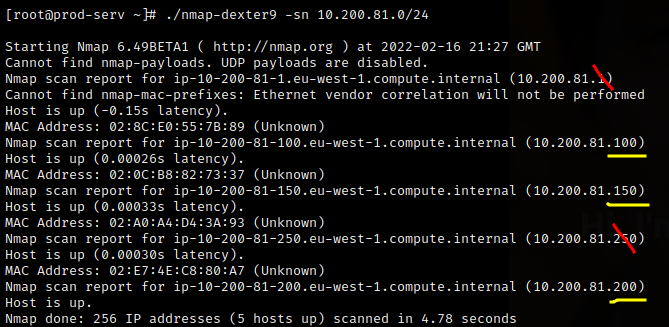 [root@prod-serv ~]# ./nmap-dexter9 -sn 10.200.81.0/24
Starting Nmap 6.49BETA1 ( http://nmap.org ) at 2022-02-16 21:27 GMT
Cannot find nmap-payloads. UDP payloads are disabled.
Nmap scan report for ip-10-200-81-1.eu-west-1.compute.internal (10.200.81.1)
Cannot find nmap-mac-prefixes: Ethernet vendor correlation will not be performed
Host is up (-0.15s latency).
MAC Address: 02:8C:E0:55:7B:89 (Unknown)
Nmap scan report for ip-10-200-81-100.eu-west-1.compute.internal (10.200.81.100)
Host is up (0.00026s latency).
MAC Address: 02:0C:B8:82:73:37 (Unknown)
Nmap scan report for ip-10-200-81-150.eu-west-1.compute.internal (10.200.81.150)
Host is up (0.00033s latency).
MAC Address: 02:A0:A4:D4:3A:93 (Unknown)
Nmap scan report for ip-10-200-81-250.eu-west-1.compute.internal (10.200.81.250)
Host is up (0.00030s latency).
MAC Address: 02:E7:4E:C8:80:A7 (Unknown)
Nmap scan report for ip-10-200-81-200.eu-west-1.compute.internal (10.200.81.200)
Host is up.
Nmap done: 256 IP addresses (5 hosts up) scanned in 4.78 seconds